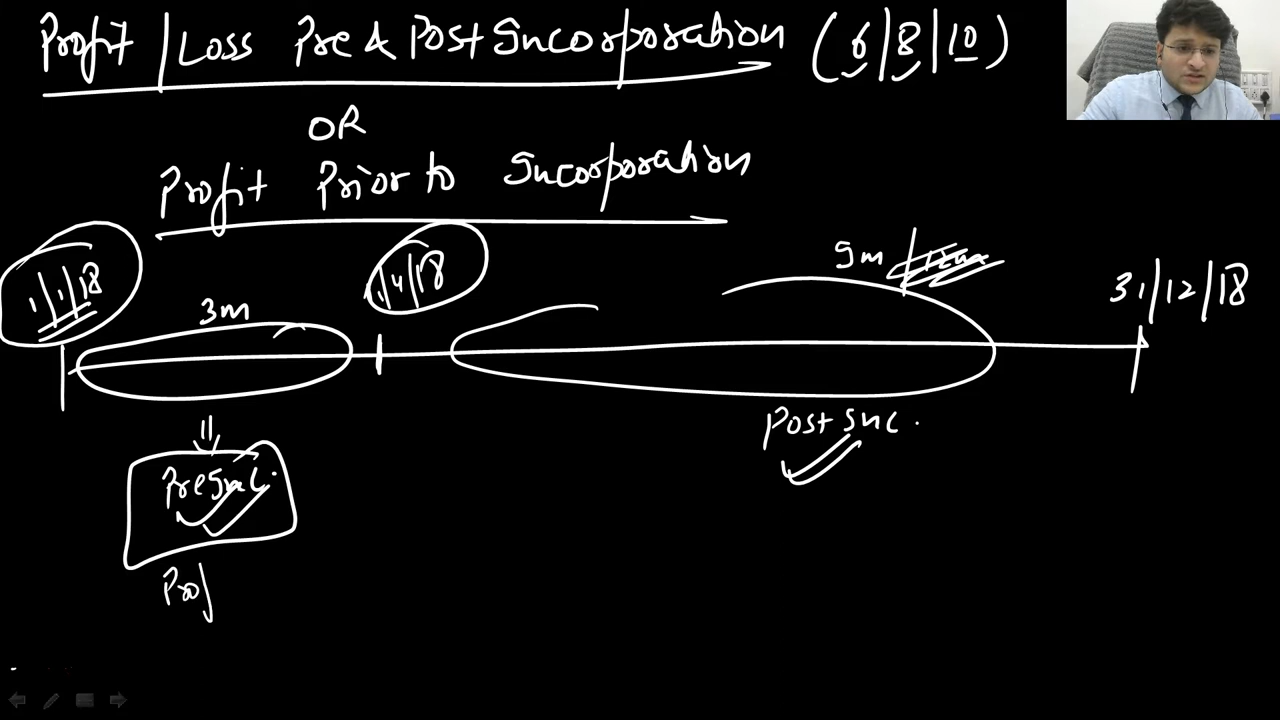 Profit / Loss Pre & Post Incorporation (6/8/10)
OR
Profit Prior to Incorporation
1/1/18
1/4/18
9m
31/12/18
3m
Post Inc.
Pre Inc.
Prof